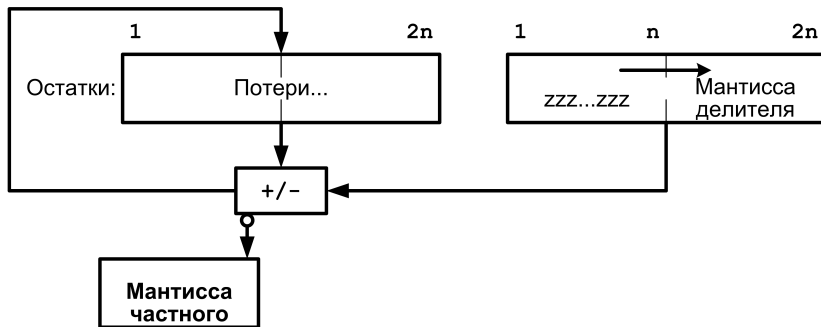 1 2n 1 n 2n
Остатки: Потери... zzz...zzz Мантисса
делителя
+/-
Мантисса
частного